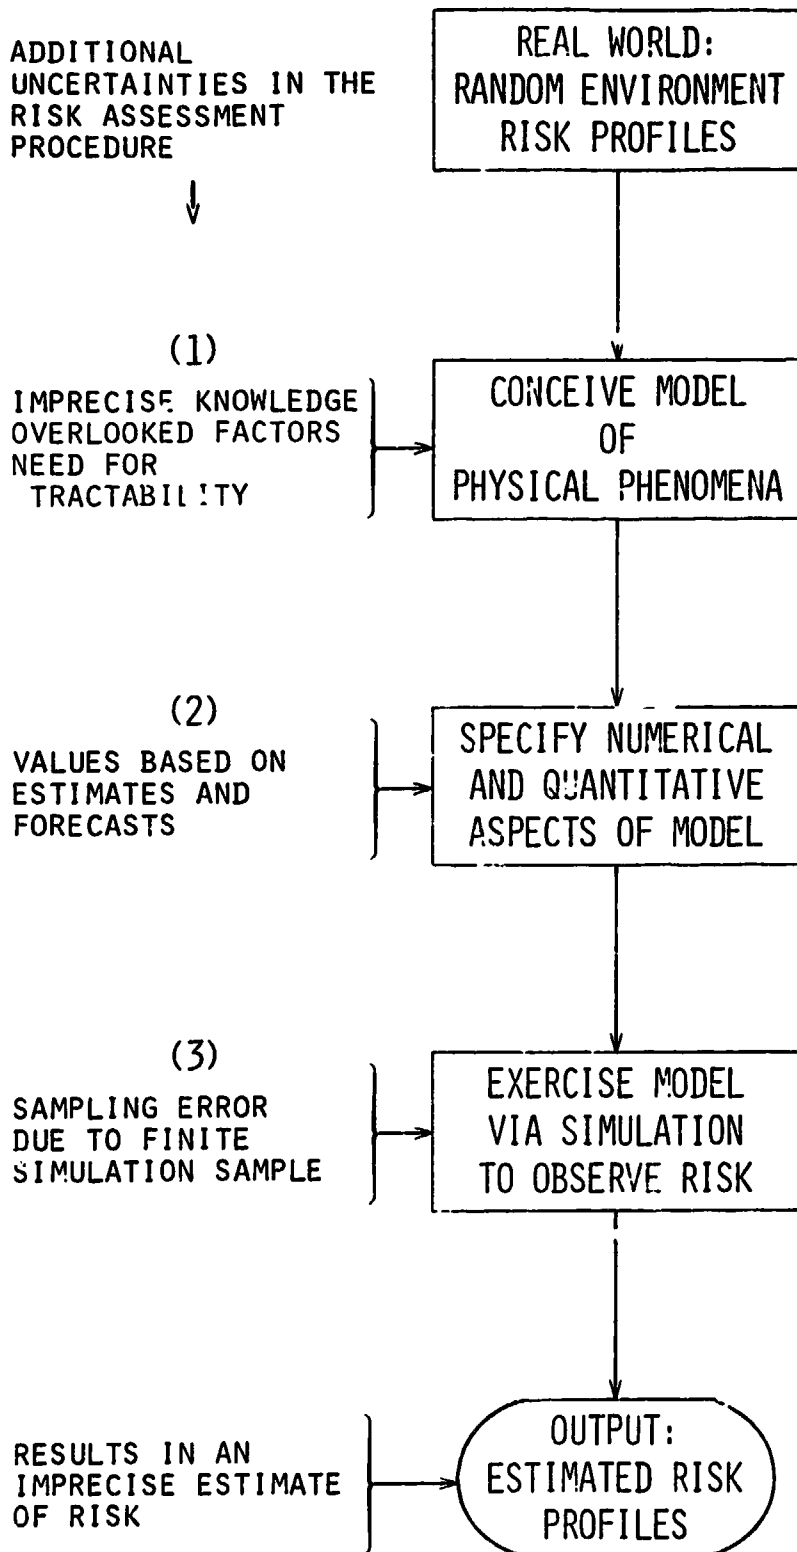 ADDITIONAL
UNCERTAINTIES IN THE
RISK ASSESSMENT
PROCEDURE
REAL WORLD:
RANDOM ENVIRONMENT
RISK PROFILES
(1)
IMPRECISE KNOWLEDGE
OVERLOOKED FACTORS
NEED FOR
TRACTABILITY
CONCEIVE MODEL
OF
PHYSICAL PHENOMENA
(2)
VALUES BASED ON
ESTIMATES AND
FORECASTS
SPECIFY NUMERICAL
AND QUANTITATIVE
ASPECTS OF MODEL
(3)
SAMPLING ERROR
DUE TO FINITE
SIMULATION SAMPLE
EXERCISE MODEL
VIA SIMULATION
TO OBSERVE RISK
RESULTS IN AN
IMPRECISE ESTIMATE
OF RISK
OUTPUT:
ESTIMATED RISK
PROFILES